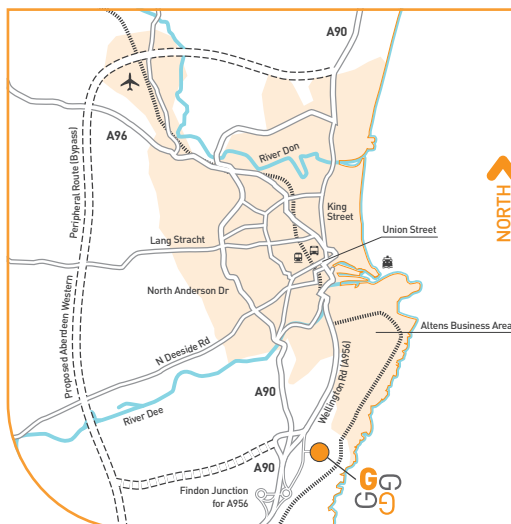 A90
A96
Peripheral Route (Bypass)
River Don
NORTH
King
Street
Union Street
Lang Stracht
North Anderson Dr
Altens Business Area
N Deeside Rd
Wellington Rd (A956)
Proposed Aberdeen Western
A90
River Dee
A90
Findon Junction
for A956
G
G
G
G